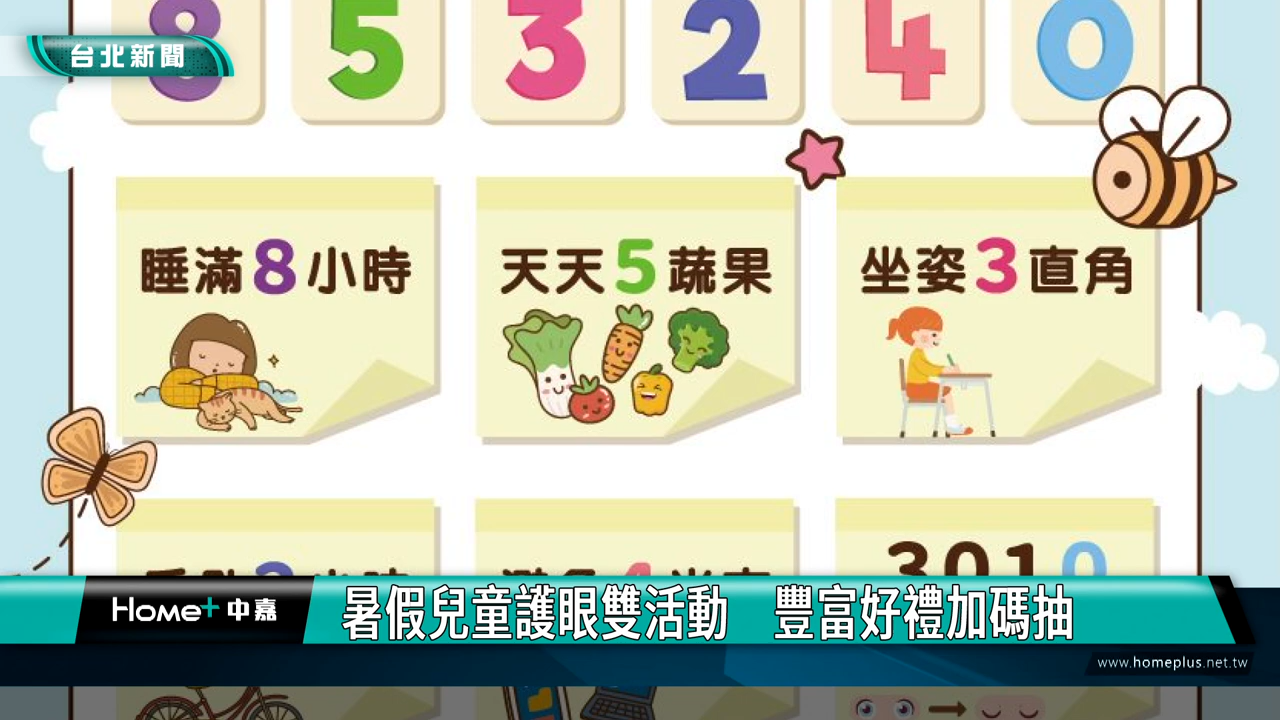 台北新聞
8 5 3 2 4 0
睡滿8小時
天天5蔬果
坐姿3直角
3010
Home+ 中嘉
暑假兒童護眼雙活動 豐富好禮加碼抽
www.homeplus.net.tw